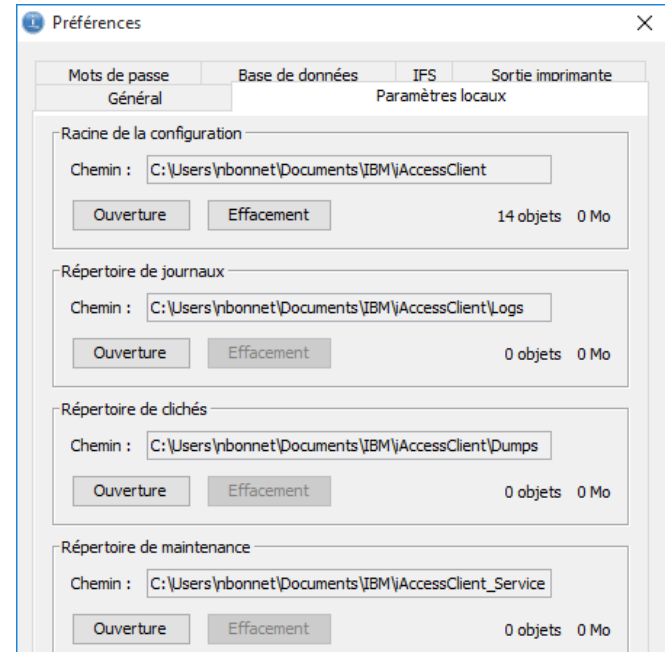 Préférences
Mots de passe Base de données IFS Sortie imprimante
Général Paramètres locaux
Racine de la configuration
Chemin : C:\Users\nbonnet\Documents\IBM\iAccessClient
Ouverture Effacement 14 objets 0 Mo
Répertoire de journaux
Chemin : C:\Users\nbonnet\Documents\IBM\iAccessClient\Logs
Ouverture Effacement 0 objets 0 Mo
Répertoire de clichés
Chemin : C:\Users\nbonnet\Documents\IBM\iAccessClient\Dumps
Ouverture Effacement 0 objets 0 Mo
Répertoire de maintenance
Chemin : C:\Users\nbonnet\Documents\IBM\iAccessClient_Service
Ouverture Effacement 0 objets 0 Mo